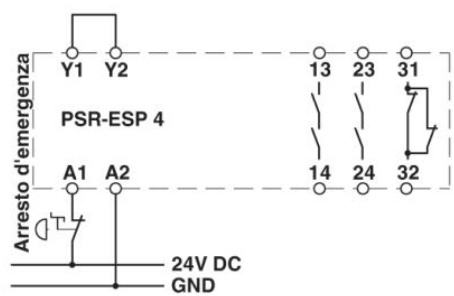 Y1 Y2 13 23 31
Arresto d'emergenza
PSR-ESP 4
A1 A2 14 24 32
24V DC
GND